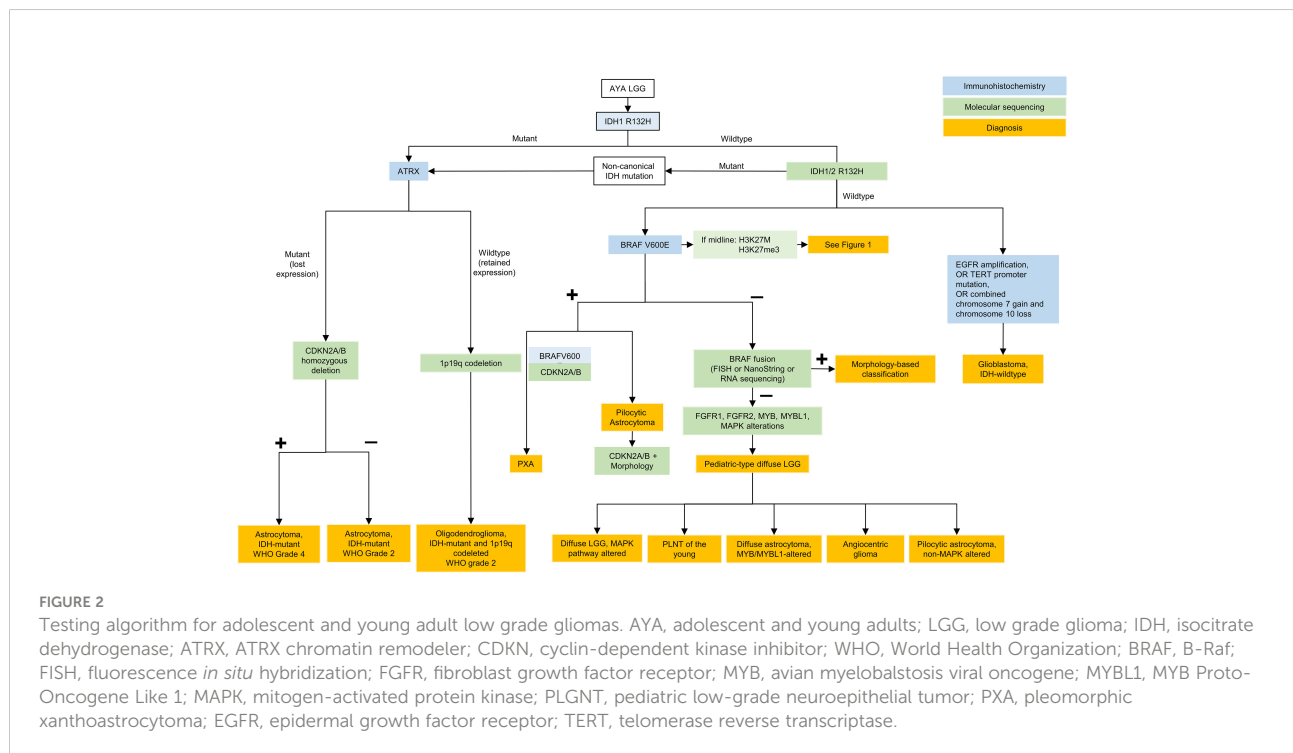 AYA LGG
IDH1 R132H
Immunohistochemistry
Molecular sequencing
Diagnosis
Mutant
Wildtype
ATRX
Non-canonical
IDH mutation
Mutant
IDH1/2 R132H
Wildtype
Mutant
(lost
expression)
Wildtype
(retained
expression)
BRAF V600E
If midline: H3K27M
H3K27me3
See Figure 1
EGFR amplification,
OR TERT promoter
mutation,
OR combined
chromosome 7 gain and
chromosome 10 loss
+
−
CDKN2A/B
homozygous
deletion
1p19q codeletion
BRAFV600
CDKN2A/B
BRAF fusion
(FISH or NanoString or
RNA sequencing)
+
Morphology-based
classification
Glioblastoma,
IDH-wildtype
−
Pilocytic
Astrocytoma
FGFR1, FGFR2, MYB, MYBL1,
MAPK alterations
+
−
PXA
CDKN2A/B +
Morphology
Pediatric-type diffuse LGG
Astrocytoma,
IDH-mutant
WHO Grade 4
Astrocytoma,
IDH-mutant
WHO Grade 2
Oligodendroglioma,
IDH-mutant and 1p19q
codeleted
WHO grade 2
Diffuse LGG, MAPK
pathway altered
PLNT of the
young
Diffuse astrocytoma,
MYB/MYBL1-altered
Angiocentric
glioma
Pilocytic astrocytoma,
non-MAPK altered
FIGURE 2
Testing algorithm for adolescent and young adult low grade gliomas. AYA, adolescent and young adults; LGG, low grade glioma; IDH, isocitrate
dehydrogenase; ATRX, ATRX chromatin remodeler; CDKN, cyclin-dependent kinase inhibitor; WHO, World Health Organization; BRAF, B-Raf;
FISH, fluorescence in situ hybridization; FGFR, fibroblast growth factor receptor; MYB, avian myelobalstosis viral oncogene; MYBL1, MYB Proto-
Oncogene Like 1; MAPK, mitogen-activated protein kinase; PLGNT, pediatric low-grade neuroepithelial tumor; PXA, pleomorphic
xanthoastrocytoma; EGFR, epidermal growth factor receptor; TERT, telomerase reverse transcriptase.